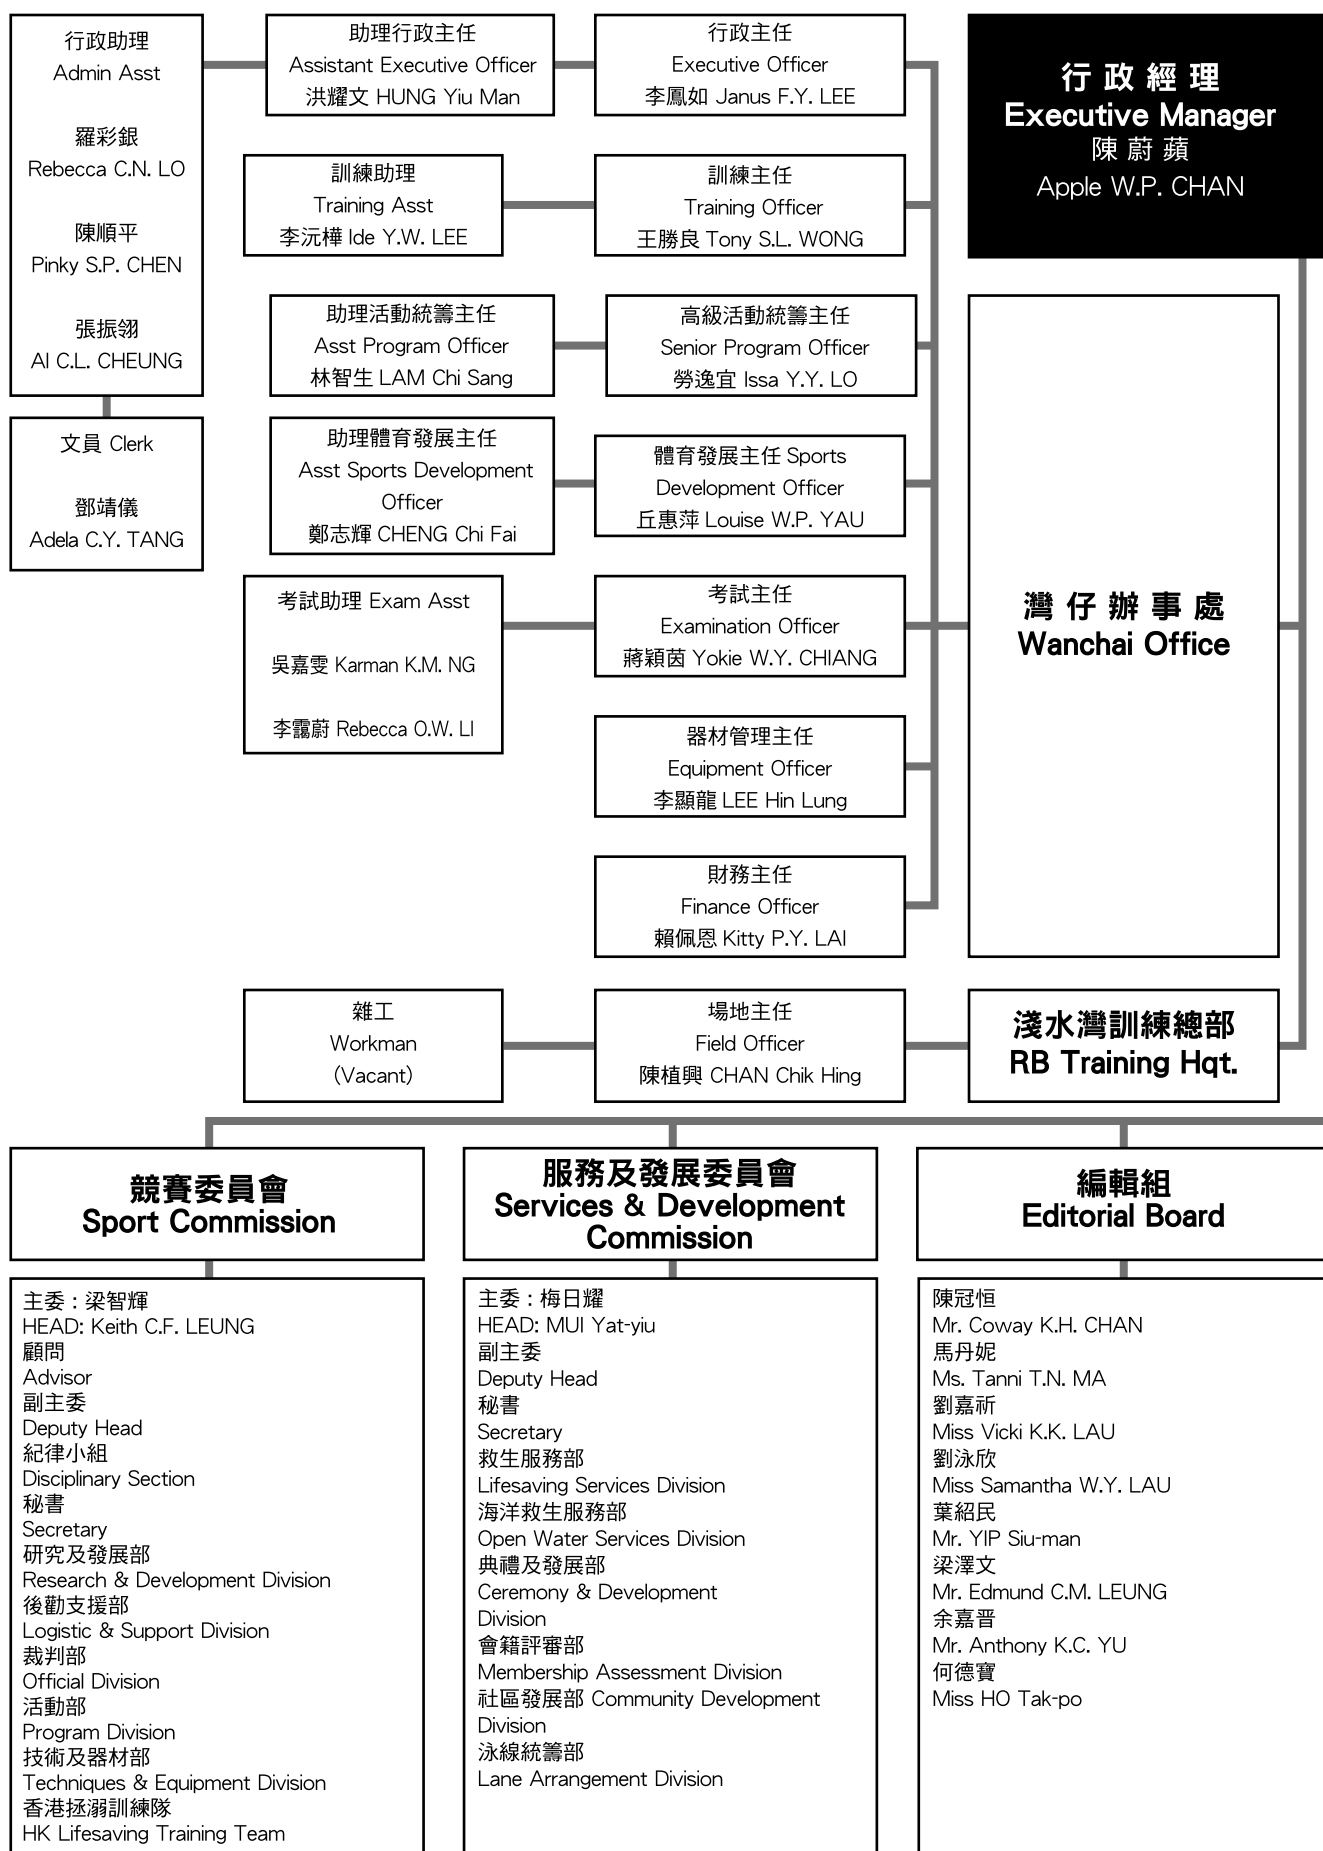 行政助理
Admin Asst
羅彩銀
Rebecca C.N. LO
陳順平
Pinky S.P. CHEN
張振翎
Al C.L. CHEUNG
文員 Clerk
鄧靖儀
Adela C.Y. TANG
助理行政主任
Assistant Executive Officer
洪耀文 HUNG Yiu Man
行政主任
Executive Officer
李鳳如 Janus F.Y. LEE
行政經理
Executive Manager
陳蔚蘋
Apple W.P. CHAN
訓練助理
Training Asst
李沅樺 Ide Y.W. LEE
訓練主任
Training Officer
王勝良 Tony S.L. WONG
助理活動統籌主任
Asst Program Officer
林智生 LAM Chi Sang
高級活動統籌主任
Senior Program Officer
勞逸宜 Issa Y.Y. LO
助理體育發展主任
Asst Sports Development
Officer
鄭志輝 CHENG Chi Fai
體育發展主任 Sports
Development Officer
丘惠萍 Louise W.P. YAU
考試助理 Exam Asst
吳嘉雯 Karman K.M. NG
李靄蔚 Rebecca O.W. LI
考試主任
Examination Officer
蔣穎茵 Yokie W.Y. CHIANG
灣仔辦事處
Wanchai Office
器材管理主任
Equipment Officer
李顯龍 LEE Hin Lung
財務主任
Finance Officer
賴佩恩 Kitty P.Y. LAI
雜工
Workman
(Vacant)
場地主任
Field Officer
陳植興 CHAN Chik Hing
淺水灣訓練總部
RB Training Hqt.
競賽委員會
Sport Commission
主委：梁智輝
HEAD: Keith C.F. LEUNG
顧問
Advisor
副主委
Deputy Head
紀律小組
Disciplinary Section
秘書
Secretary
研究及發展部
Research & Development Division
後勤支援部
Logistic & Support Division
裁判部
Official Division
活動部
Program Division
技術及器材部
Techniques & Equipment Division
香港拯溺訓練隊
HK Lifesaving Training Team
服務及發展委員會
Services & Development
Commission
主委：梅日耀
HEAD: MUI Yat-yiu
副主委
Deputy Head
秘書
Secretary
救生服務部
Lifesaving Services Division
海洋救生服務部
Open Water Services Division
典禮及發展部
Ceremony & Development
Division
會籍評審部
Membership Assessment Division
社區發展部 Community Development
Division
泳線統籌部
Lane Arrangement Division
編輯組
Editorial Board
陳冠恒
Mr. Coway K.H. CHAN
馬丹妮
Ms. Tanni T.N. MA
劉嘉祈
Miss Vicki K.K. LAU
劉泳欣
Miss Samantha W.Y. LAU
葉紹民
Mr. YIP Siu-man
梁澤文
Mr. Edmund C.M. LEUNG
余嘉晋
Mr. Anthony K.C. YU
何德寶
Miss HO Tak-po